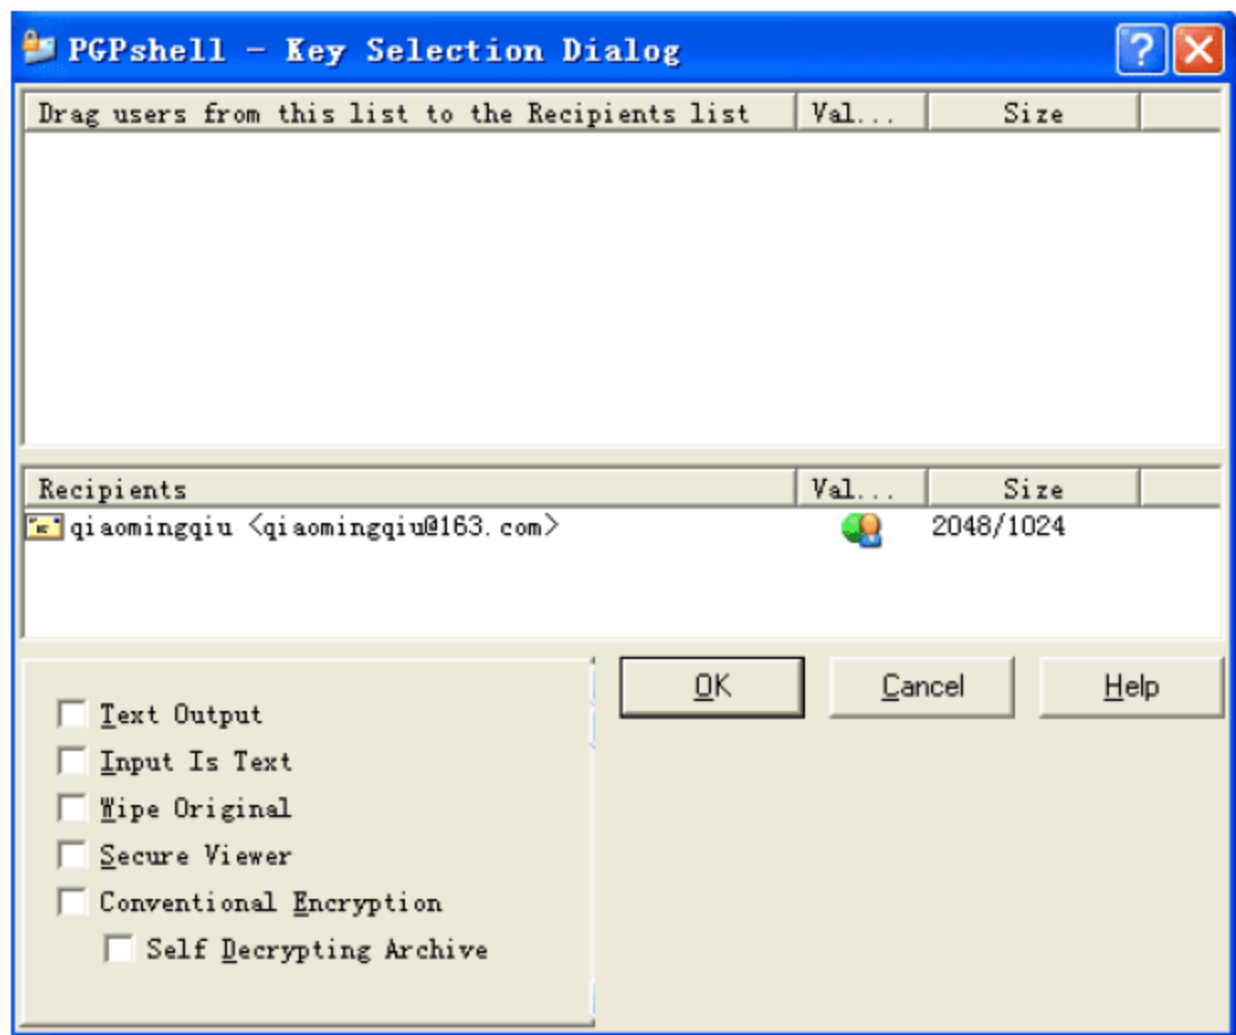 PGPshell - Key Selection Dialog
Drag users from this list to the Recipients list Val... Size
Recipients Val... Size
qiaomingqiu <qiaomingqiu@163.com> 2048/1024
OK Cancel Help
Text Output
Input Is Text
Wipe Original
Secure Viewer
Conventional Encryption
Self Decrypting Archive